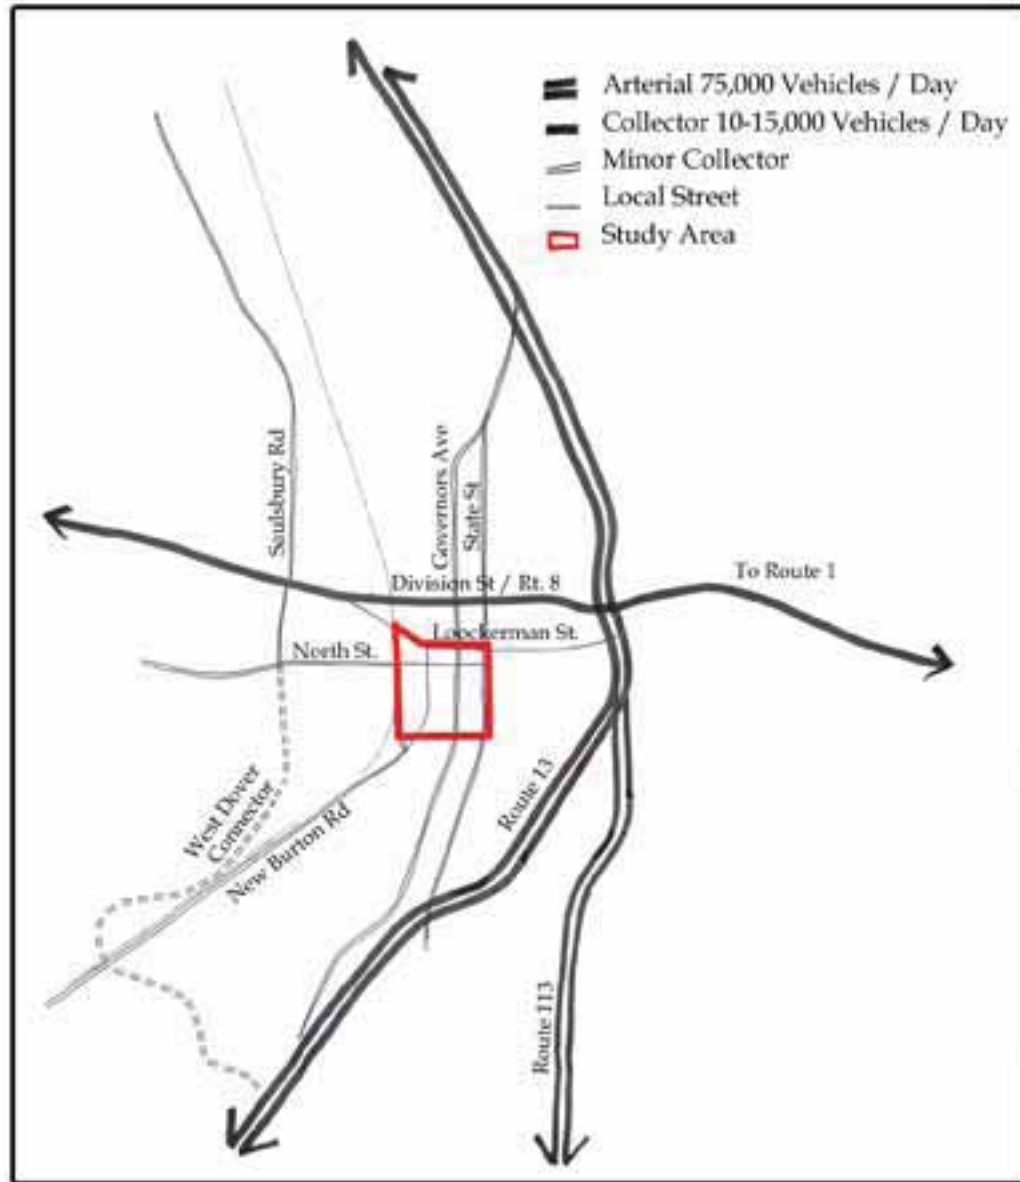 Arterial 75,000 Vehicles / Day
Collector 10-15,000 Vehicles / Day
Minor Collector
Local Street
Study Area
Saulsbury Rd
Governors Ave
State St
Division St / Rt. 8
To Route 1
Loockerman St.
North St.
West Dover
Connector
New Burton Rd
Route 13
Route 113